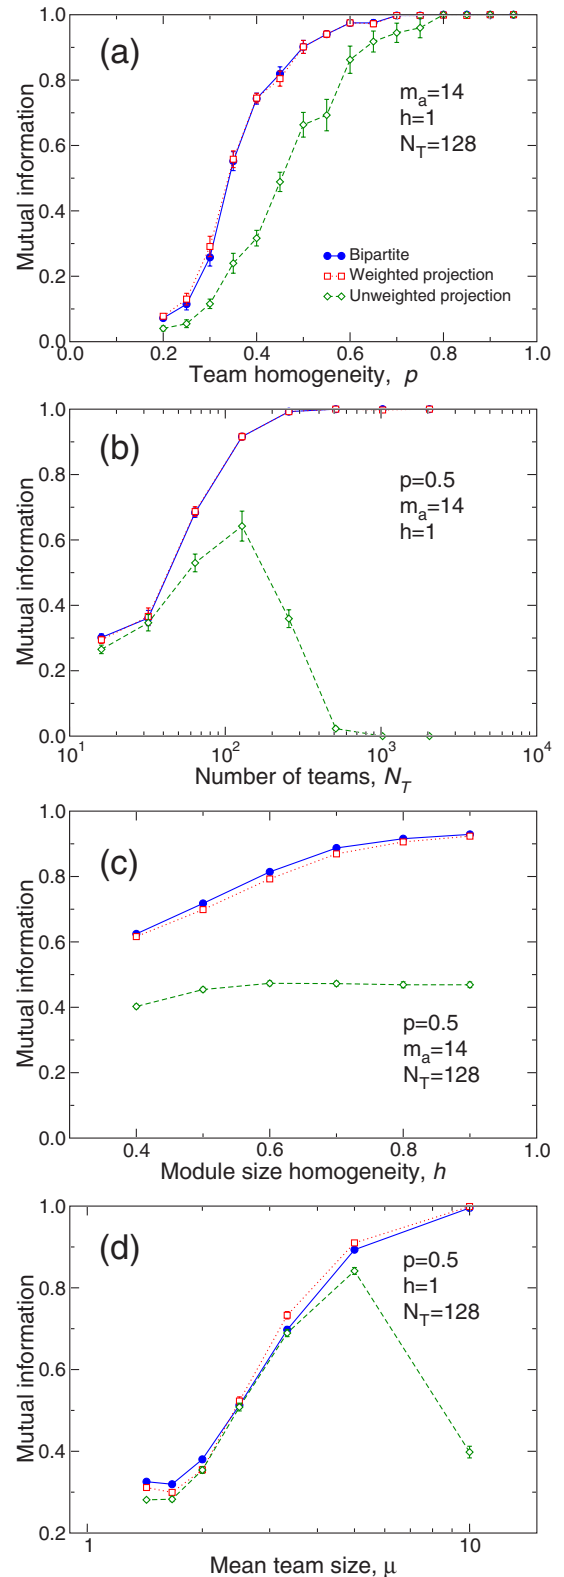 (a)
1.0
0.8
0.6
0.4
0.2
0.0
Mutual information
m_a=14
h=1
N_T=128
Bipartite
Weighted projection
Unweighted projection
0.0 0.2 0.4 0.6 0.8 1.0
Team homogeneity, p
(b)
1.0
0.8
0.6
0.4
0.2
0.0
Mutual information
p=0.5
m_a=14
h=1
10^1 10^2 10^3 10^4
Number of teams, N_T
(c)
1.0
0.8
0.6
0.4
0.2
0.0
Mutual information
p=0.5
m_a=14
N_T=128
0.4 0.6 0.8 1.0
Module size homogeneity, h
(d)
1.0
0.8
0.6
0.4
0.2
Mutual information
p=0.5
h=1
N_T=128
1 10
Mean team size, μ